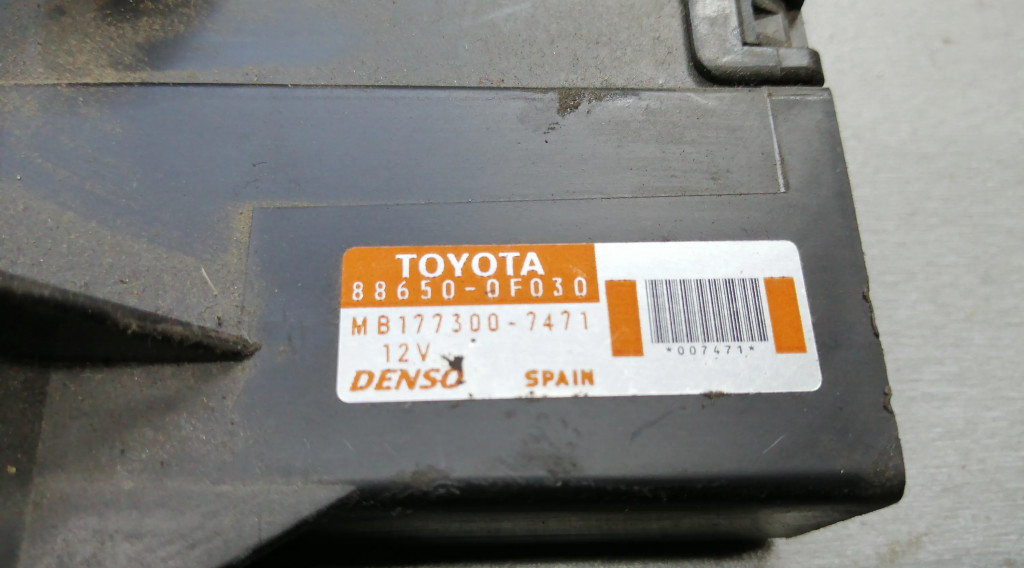 TOYOTA
88650-0F030
MB177300-7471
12V
DENSO
SPAIN
*007471*